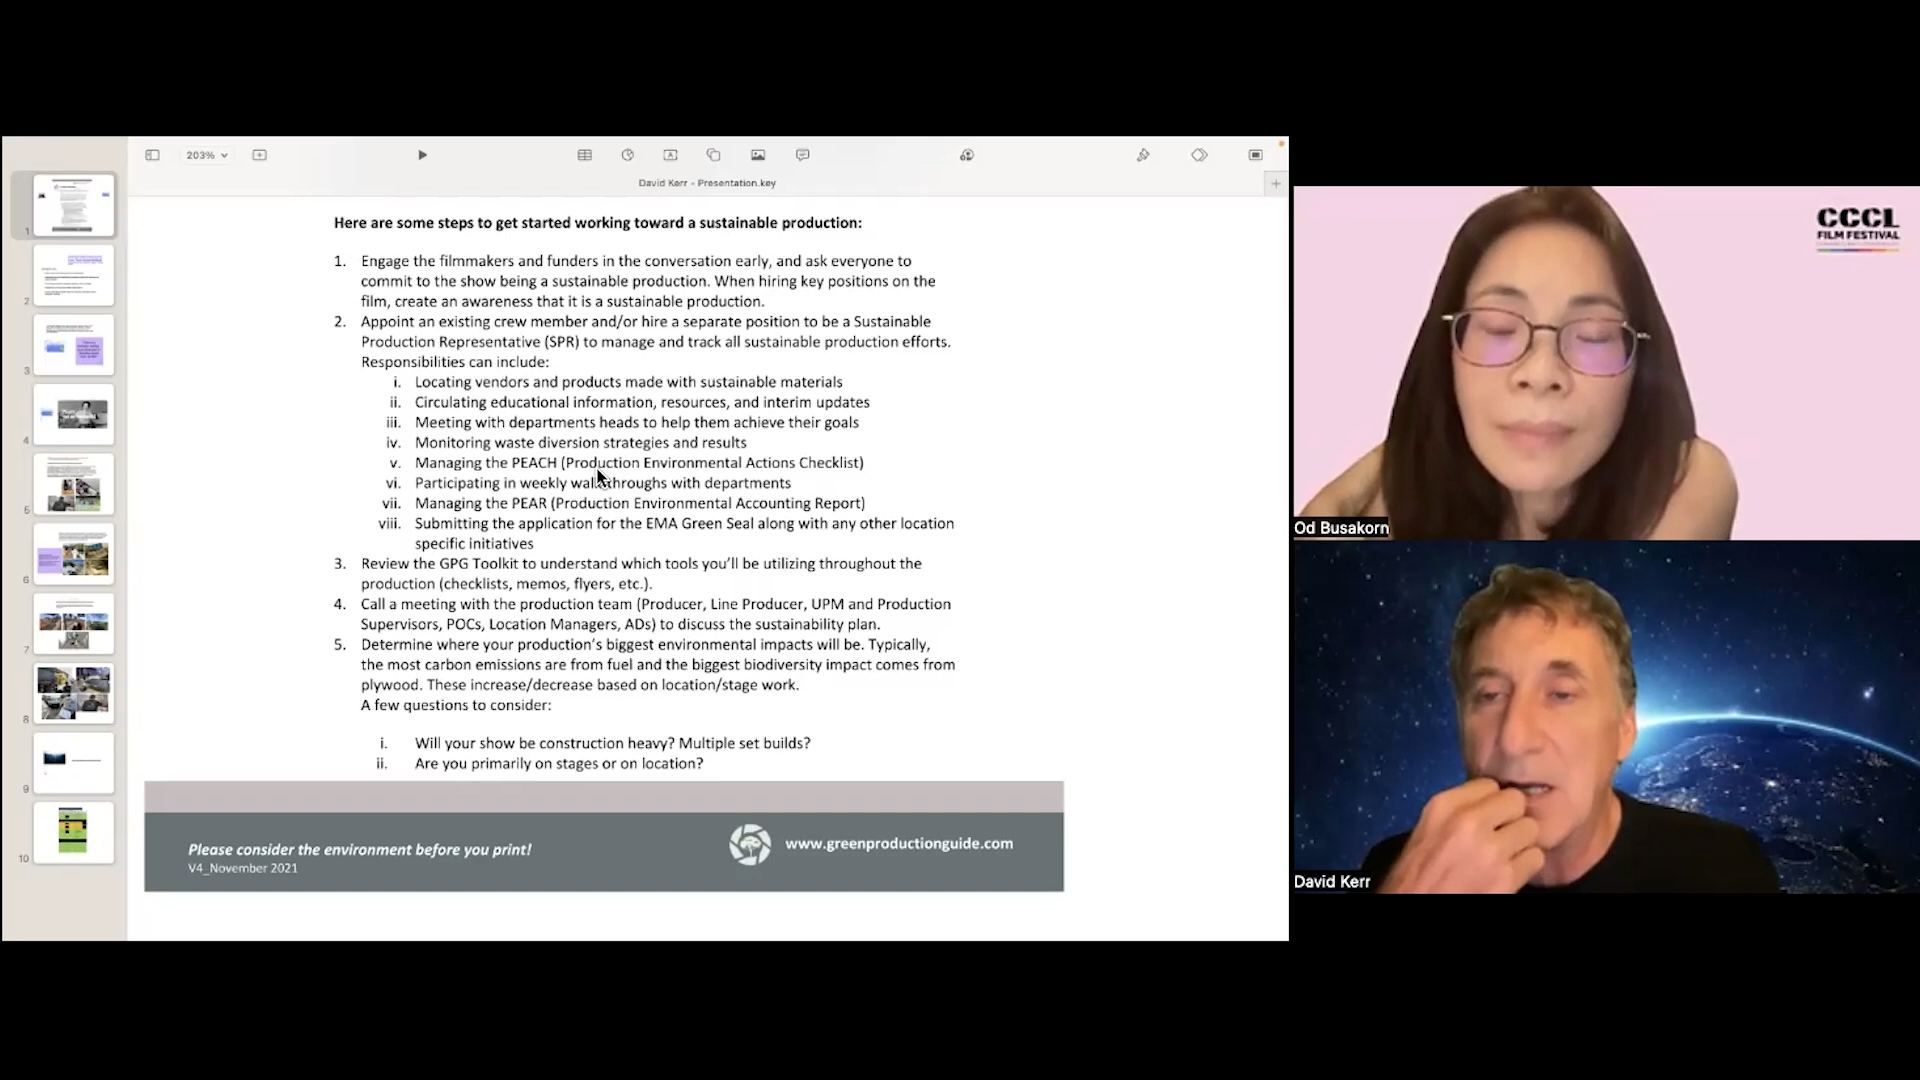 203%
David Kerr - Presentation.key
Here are some steps to get started working toward a sustainable production:
1. Engage the filmmakers and funders in the conversation early, and ask everyone to
commit to the show being a sustainable production. When hiring key positions on the
film, create an awareness that it is a sustainable production.
2. Appoint an existing crew member and/or hire a separate position to be a Sustainable
Production Representative (SPR) to manage and track all sustainable production efforts.
Responsibilities can include:
i. Locating vendors and products made with sustainable materials
ii. Circulating educational information, resources, and interim updates
iii. Meeting with departments heads to help them achieve their goals
iv. Monitoring waste diversion strategies and results
v. Managing the PEACH (Production Environmental Actions Checklist)
vi. Participating in weekly walkthroughs with departments
vii. Managing the PEAR (Production Environmental Accounting Report)
viii. Submitting the application for the EMA Green Seal along with any other location
specific initiatives
3. Review the GPG Toolkit to understand which tools you'll be utilizing throughout the
production (checklists, memos, flyers, etc.).
4. Call a meeting with the production team (Producer, Line Producer, UPM and Production
Supervisors, POCs, Location Managers, ADs) to discuss the sustainability plan.
5. Determine where your production's biggest environmental impacts will be. Typically,
the most carbon emissions are from fuel and the biggest biodiversity impact comes from
plywood. These increase/decrease based on location/stage work.
A few questions to consider:
i. Will your show be construction heavy? Multiple set builds?
ii. Are you primarily on stages or on location?
Please consider the environment before you print!
V4_November 2021
www.greenproductionguide.com
1
2
3
4
5
6
7
8
9
10
CCCL
FILM FESTIVAL
Od Busakorn
David Kerr